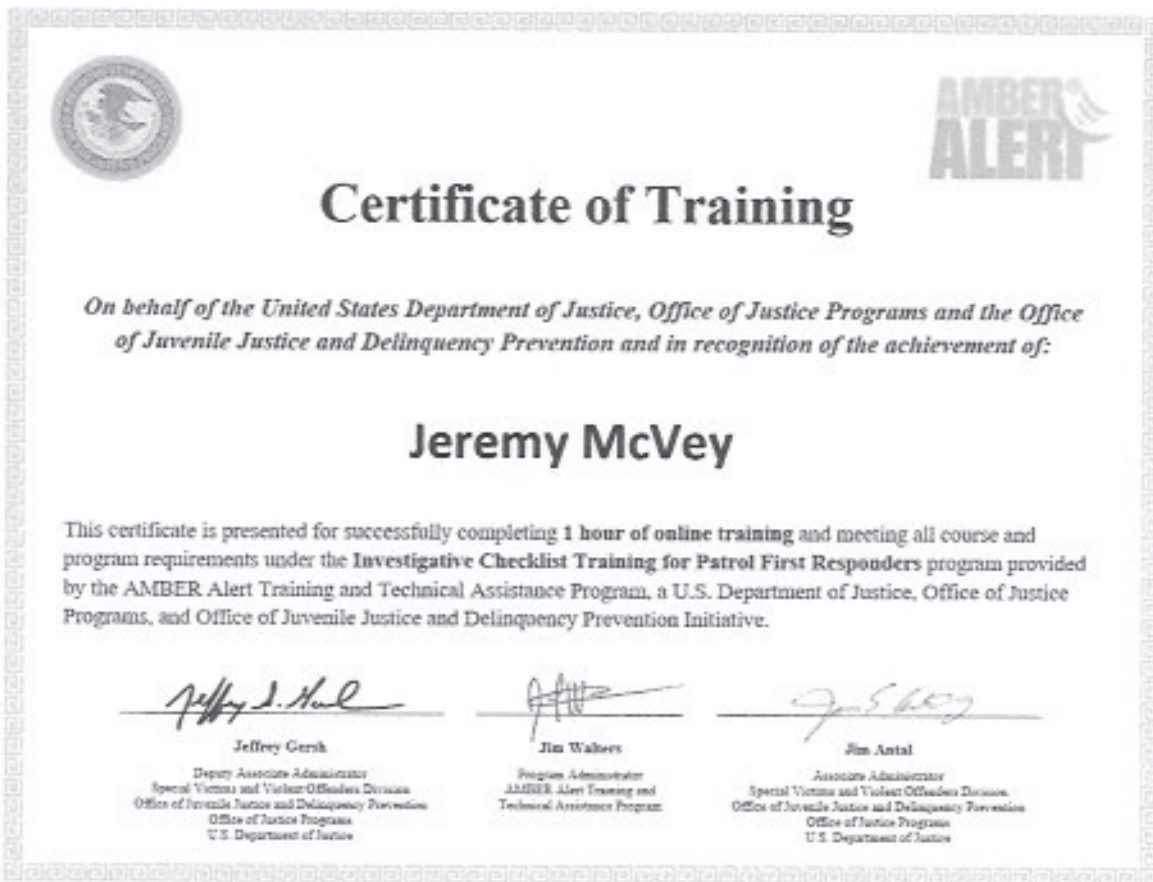 AMBER
ALERT
Certificate of Training
On behalf of the United States Department of Justice, Office of Justice Programs and the Office
of Juvenile Justice and Delinquency Prevention and in recognition of the achievement of:
Jeremy McVey
This certificate is presented for successfully completing 1 hour of online training and meeting all course and
program requirements under the Investigative Checklist Training for Patrol First Responders program provided
by the AMBER Alert Training and Technical Assistance Program, a U.S. Department of Justice, Office of Justice
Programs, and Office of Juvenile Justice and Delinquency Prevention Initiative.
Jeffrey Gersh
Deputy Associate Administrator
Special Victims and Violent Offenders Division
Office of Juvenile Justice and Delinquency Prevention
Office of Justice Programs
U.S. Department of Justice
Jim Walters
Program Administrator
AMBER Alert Training and
Technical Assistance Program
Jim Antal
Associate Administrator
Special Victims and Violent Offenders Division
Office of Juvenile Justice and Delinquency Prevention
Office of Justice Programs
U.S. Department of Justice